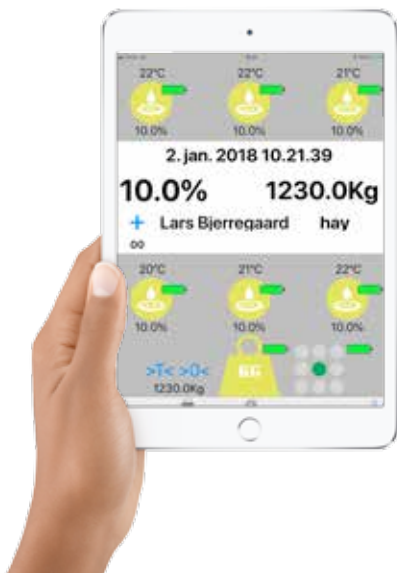 22°C 22°C 21°C
10.0% 10.0% 10.0%
2. jan. 2018 10.21.39
10.0% 1230.0Kg
+ Lars Bjerregaard hay
∞
20°C 21°C 22°C
10.0% 10.0% 10.0%
>T< >0< KG
1230.0Kg